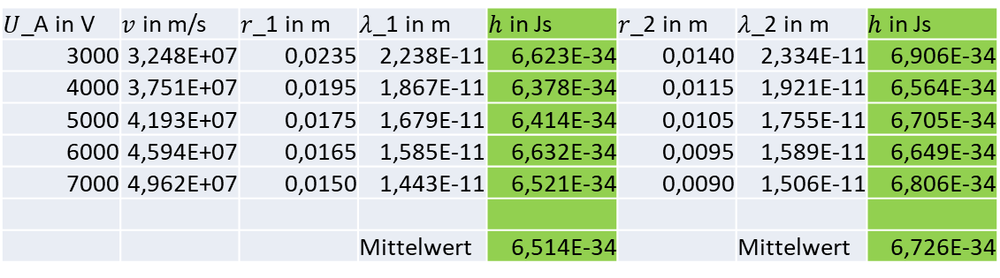 U_A in V v in m/s r_1 in m λ_1 in m h in Js r_2 in m λ_2 in m h in Js
3000 3,248E+07 0,0235 2,238E-11 6,623E-34 0,0140 2,334E-11 6,906E-34
4000 3,751E+07 0,0195 1,867E-11 6,378E-34 0,0115 1,921E-11 6,564E-34
5000 4,193E+07 0,0175 1,679E-11 6,414E-34 0,0105 1,755E-11 6,705E-34
6000 4,594E+07 0,0165 1,585E-11 6,632E-34 0,0095 1,589E-11 6,649E-34
7000 4,962E+07 0,0150 1,443E-11 6,521E-34 0,0090 1,506E-11 6,806E-34
Mittelwert 6,514E-34 Mittelwert 6,726E-34